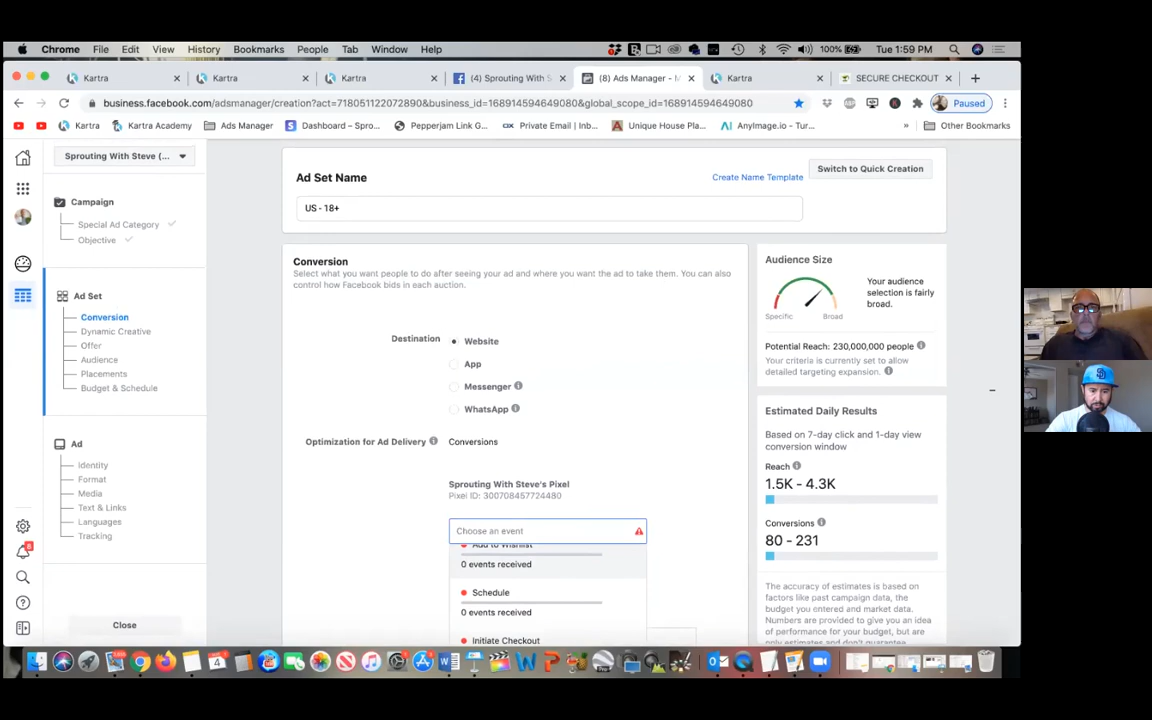 Chrome File Edit View History Bookmarks People Tab Window Help
100% Tue 1:59 PM
Kartra
Kartra
Kartra
(4) Sprouting With S
(8) Ads Manager - M
Kartra
SECURE CHECKOUT
business.facebook.com/adsmanager/creation?act=718051122072890&business_id=168914594649080&global_scope_id=168914594649080
Paused
Kartra
Kartra Academy
Ads Manager
Dashboard – Spro...
Pepperjam Link G...
Private Email | Inb...
Unique House Pla...
AnyImage.io - Tur...
»
Other Bookmarks
Sprouting With Steve (...
Campaign
Special Ad Category
Objective
Ad Set
Conversion
Dynamic Creative
Offer
Audience
Placements
Budget & Schedule
Ad
Identity
Format
Media
Text & Links
Languages
Tracking
Close
Ad Set Name
Create Name Template
Switch to Quick Creation
US - 18+
Conversion
Select what you want people to do after seeing your ad and where you want the ad to take them. You can also
control how Facebook bids in each auction.
Destination
Website
App
Messenger
WhatsApp
Optimization for Ad Delivery
Conversions
Sprouting With Steve's Pixel
Pixel ID: 300708457724480
Choose an event
Add to Wishlist
0 events received
Schedule
0 events received
Initiate Checkout
Audience Size
Specific
Broad
Your audience
selection is fairly
broad.
Potential Reach: 230,000,000 people
Your criteria is currently set to allow
detailed targeting expansion.
Estimated Daily Results
Based on 7-day click and 1-day view
conversion window
Reach
1.5K - 4.3K
Conversions
80 - 231
The accuracy of estimates is based on
factors like past campaign data, the
budget you entered and market data.
Numbers are provided to give you an idea
of performance for your budget, but are
only estimates and don't guarantee